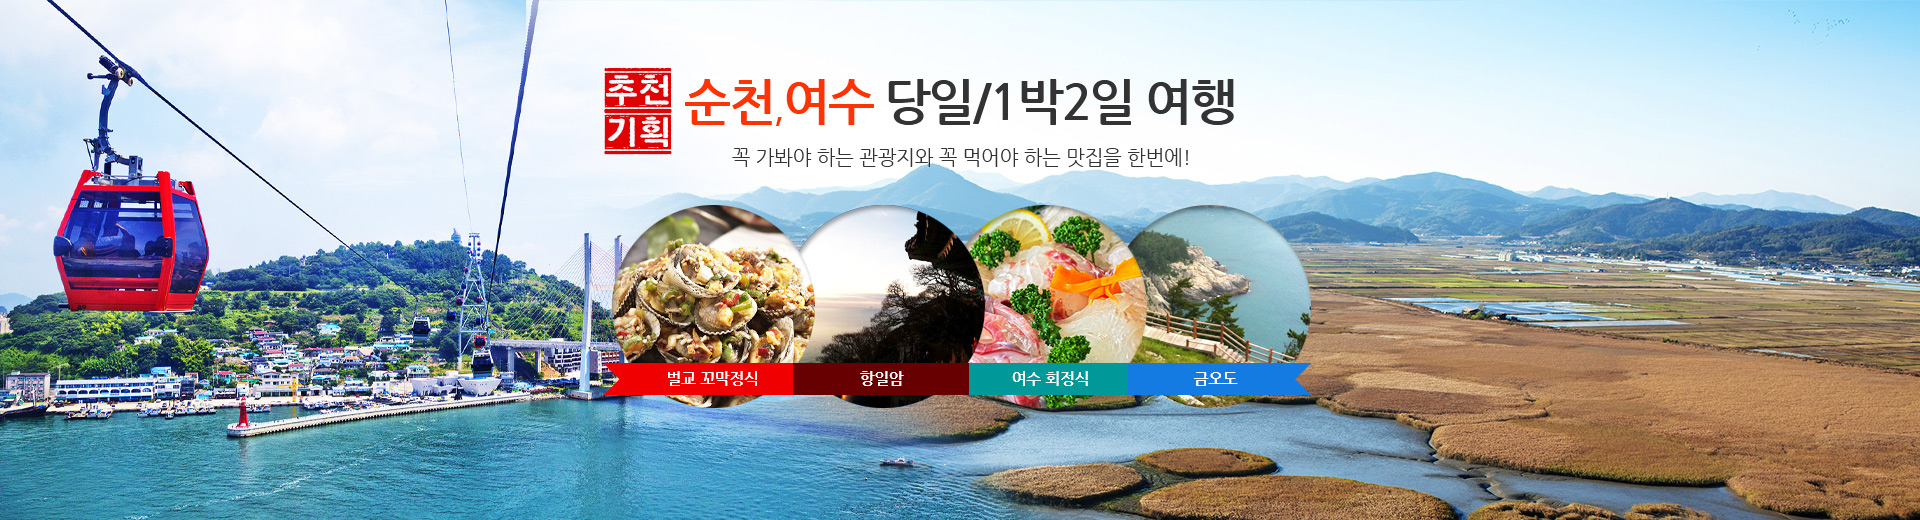 추천
기획
순천,여수 당일/1박2일 여행
꼭 가봐야 하는 관광지와 꼭 먹어야 하는 맛집을 한번에!
벌교 꼬막정식
항일암
여수 회정식
금오도